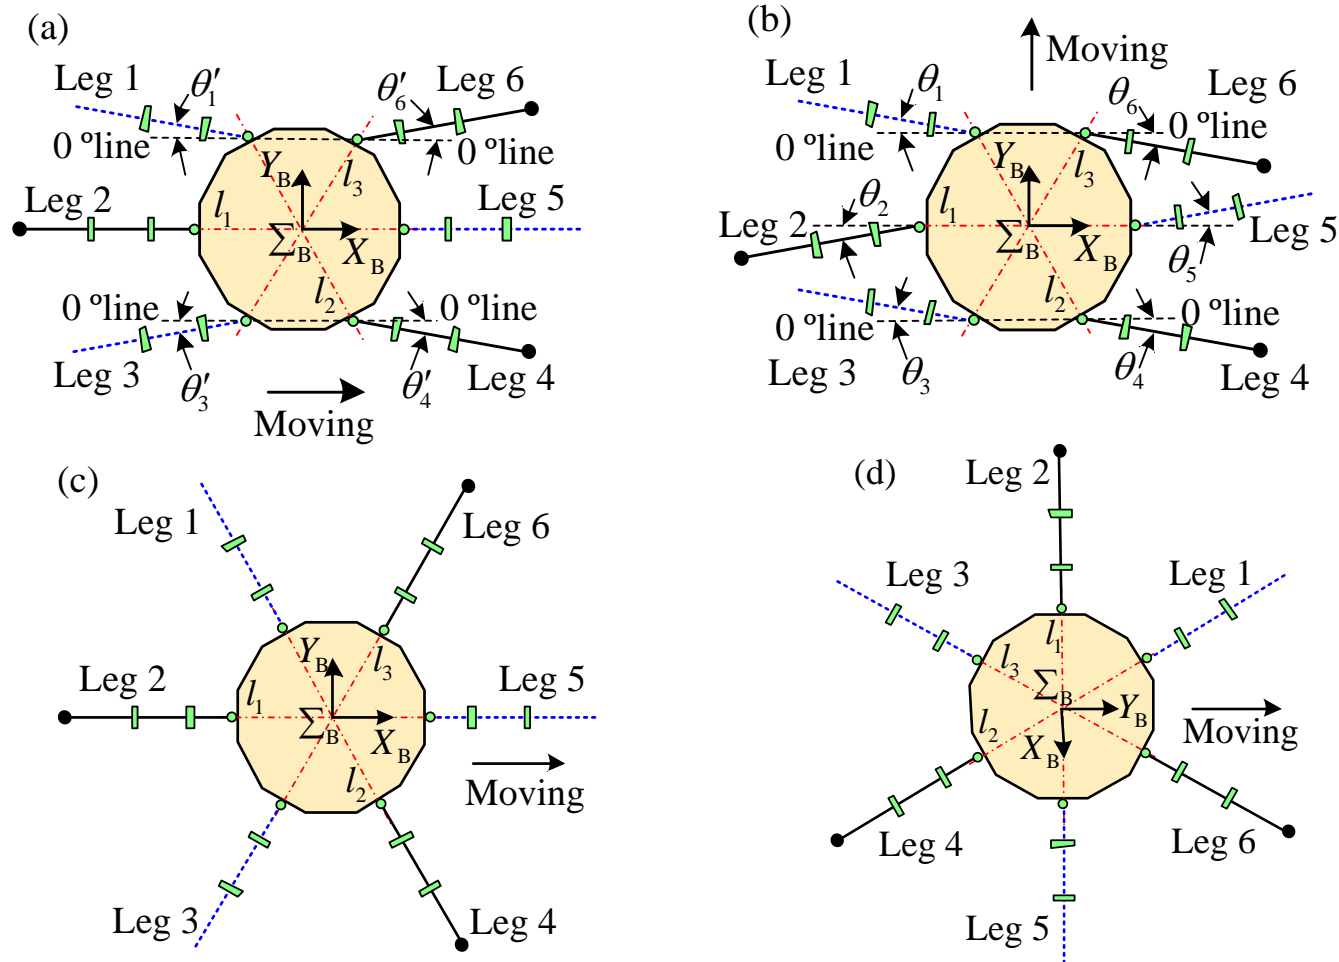 (a)
Leg 1
θ′1
θ′6
Leg 6
0 ºline
0 ºline
YB
l3
Leg 2
l1
Leg 5
ΣB
XB
0 ºline
l2
0 ºline
Leg 3
θ′3
θ′4
Leg 4
Moving
(b)
Moving
Leg 1
θ1
θ6
Leg 6
0 ºline
0 ºline
YB
l3
Leg 2
θ2
l1
Leg 5
ΣB
XB
θ5
l2
0 ºline
0 ºline
Leg 3
θ3
θ4
Leg 4
(c)
Leg 1
Leg 6
YB
l3
Leg 2
l1
Leg 5
ΣB
XB
l2
Moving
Leg 3
Leg 4
(d)
Leg 2
Leg 3
Leg 1
l1
l3
ΣB
YB
l2
XB
Moving
Leg 4
Leg 6
Leg 5